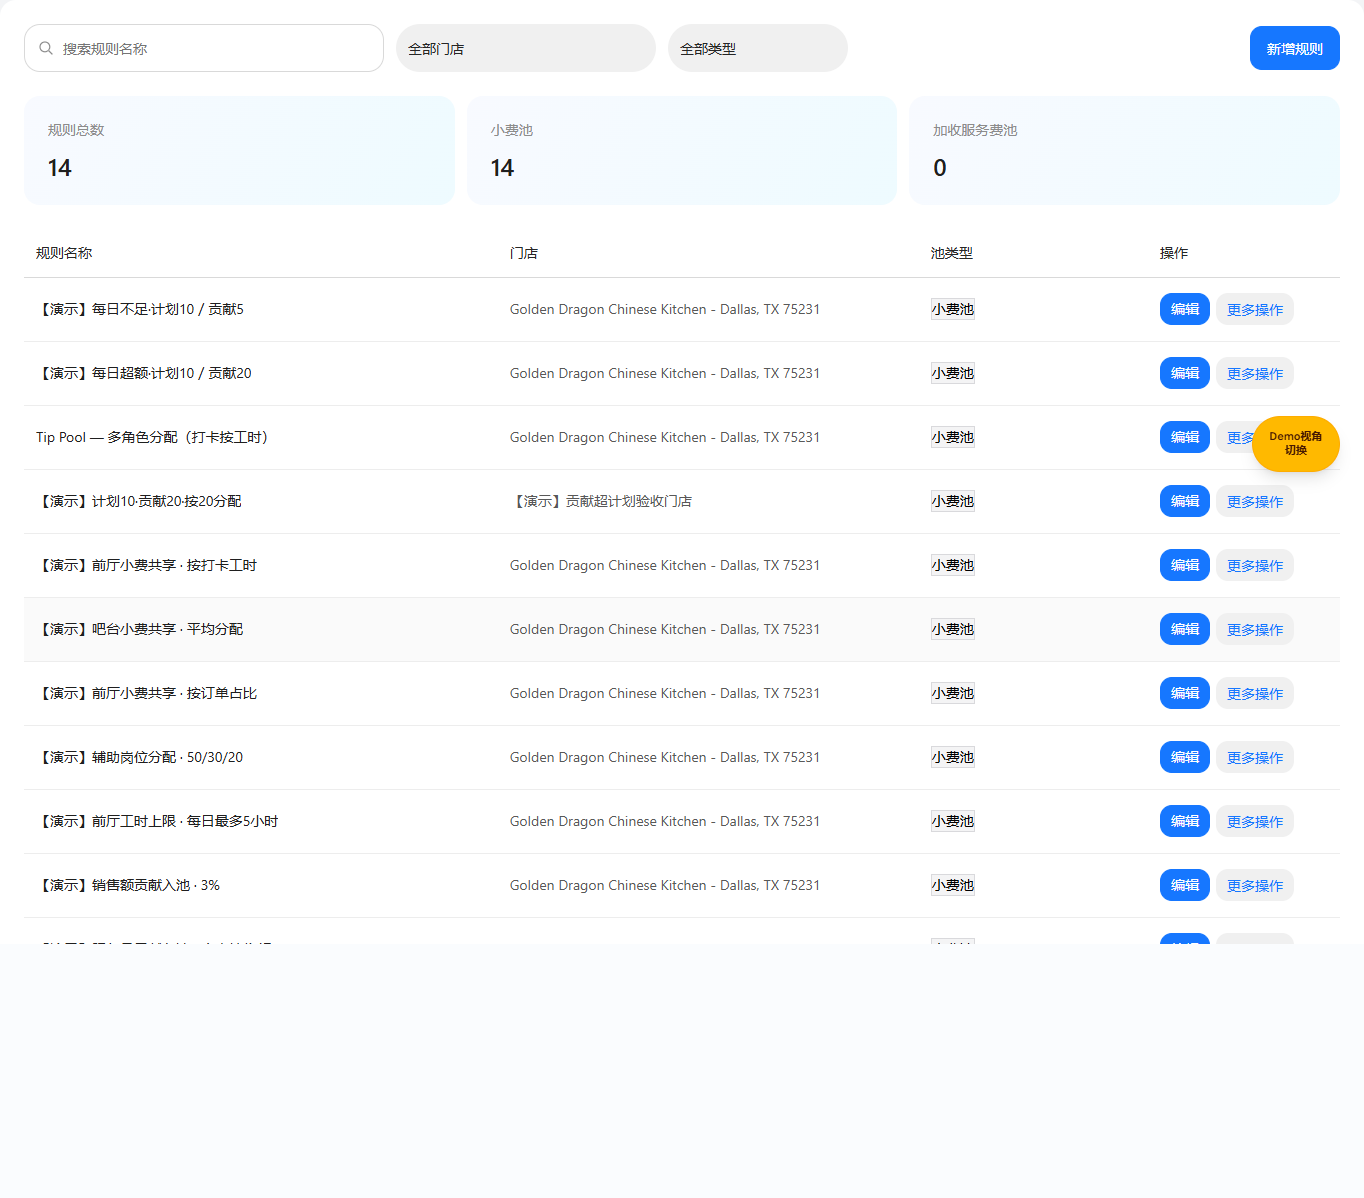 搜索规则名称
全部门店
全部类型
新增规则
规则总数
14
小费池
14
加收服务费池
0
规则名称 门店 池类型 操作
【演示】每日不足·计划10 / 贡献5 Golden Dragon Chinese Kitchen - Dallas, TX 75231 小费池 编辑 更多操作
【演示】每日超额·计划10 / 贡献20 Golden Dragon Chinese Kitchen - Dallas, TX 75231 小费池 编辑 更多操作
Tip Pool — 多角色分配（打卡按工时） Golden Dragon Chinese Kitchen - Dallas, TX 75231 小费池 编辑 更多
Demo视角
切换
【演示】计划10·贡献20·按20分配 【演示】贡献超计划验收门店 小费池 编辑 更多操作
【演示】前厅小费共享 · 按打卡工时 Golden Dragon Chinese Kitchen - Dallas, TX 75231 小费池 编辑 更多操作
【演示】吧台小费共享 · 平均分配 Golden Dragon Chinese Kitchen - Dallas, TX 75231 小费池 编辑 更多操作
【演示】前厅小费共享 · 按订单占比 Golden Dragon Chinese Kitchen - Dallas, TX 75231 小费池 编辑 更多操作
【演示】辅助岗位分配 · 50/30/20 Golden Dragon Chinese Kitchen - Dallas, TX 75231 小费池 编辑 更多操作
【演示】前厅工时上限 · 每日最多5小时 Golden Dragon Chinese Kitchen - Dallas, TX 75231 小费池 编辑 更多操作
【演示】销售额贡献入池 · 3% Golden Dragon Chinese Kitchen - Dallas, TX 75231 小费池 编辑 更多操作